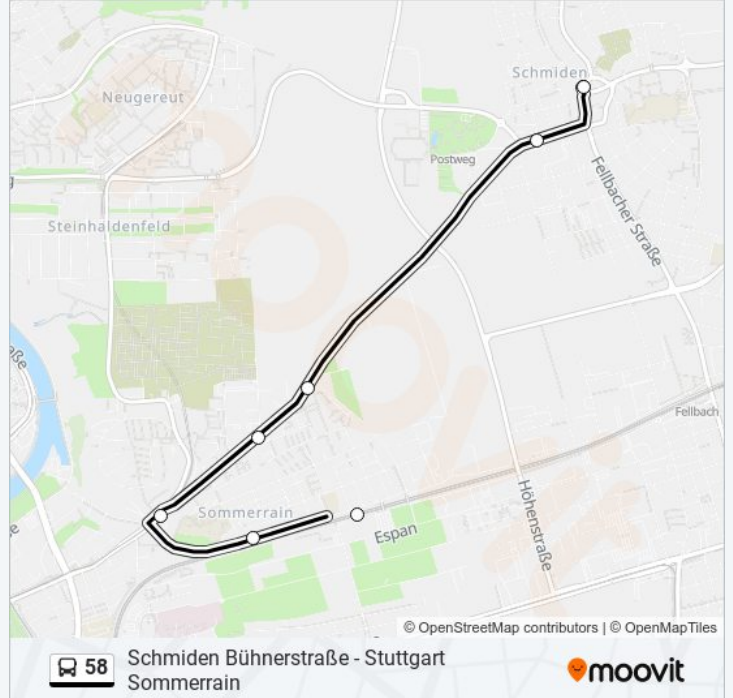 Schmiden
Neugereut
Postweg
Fellbacher Straße
Steinhaldenfeld
aße
Fellbach
Höhenstraße
Sommerrain
Espan
© OpenStreetMap contributors | © OpenMapTiles
58
Schmiden Bühnerstraße - Stuttgart
Sommerrain
moovit